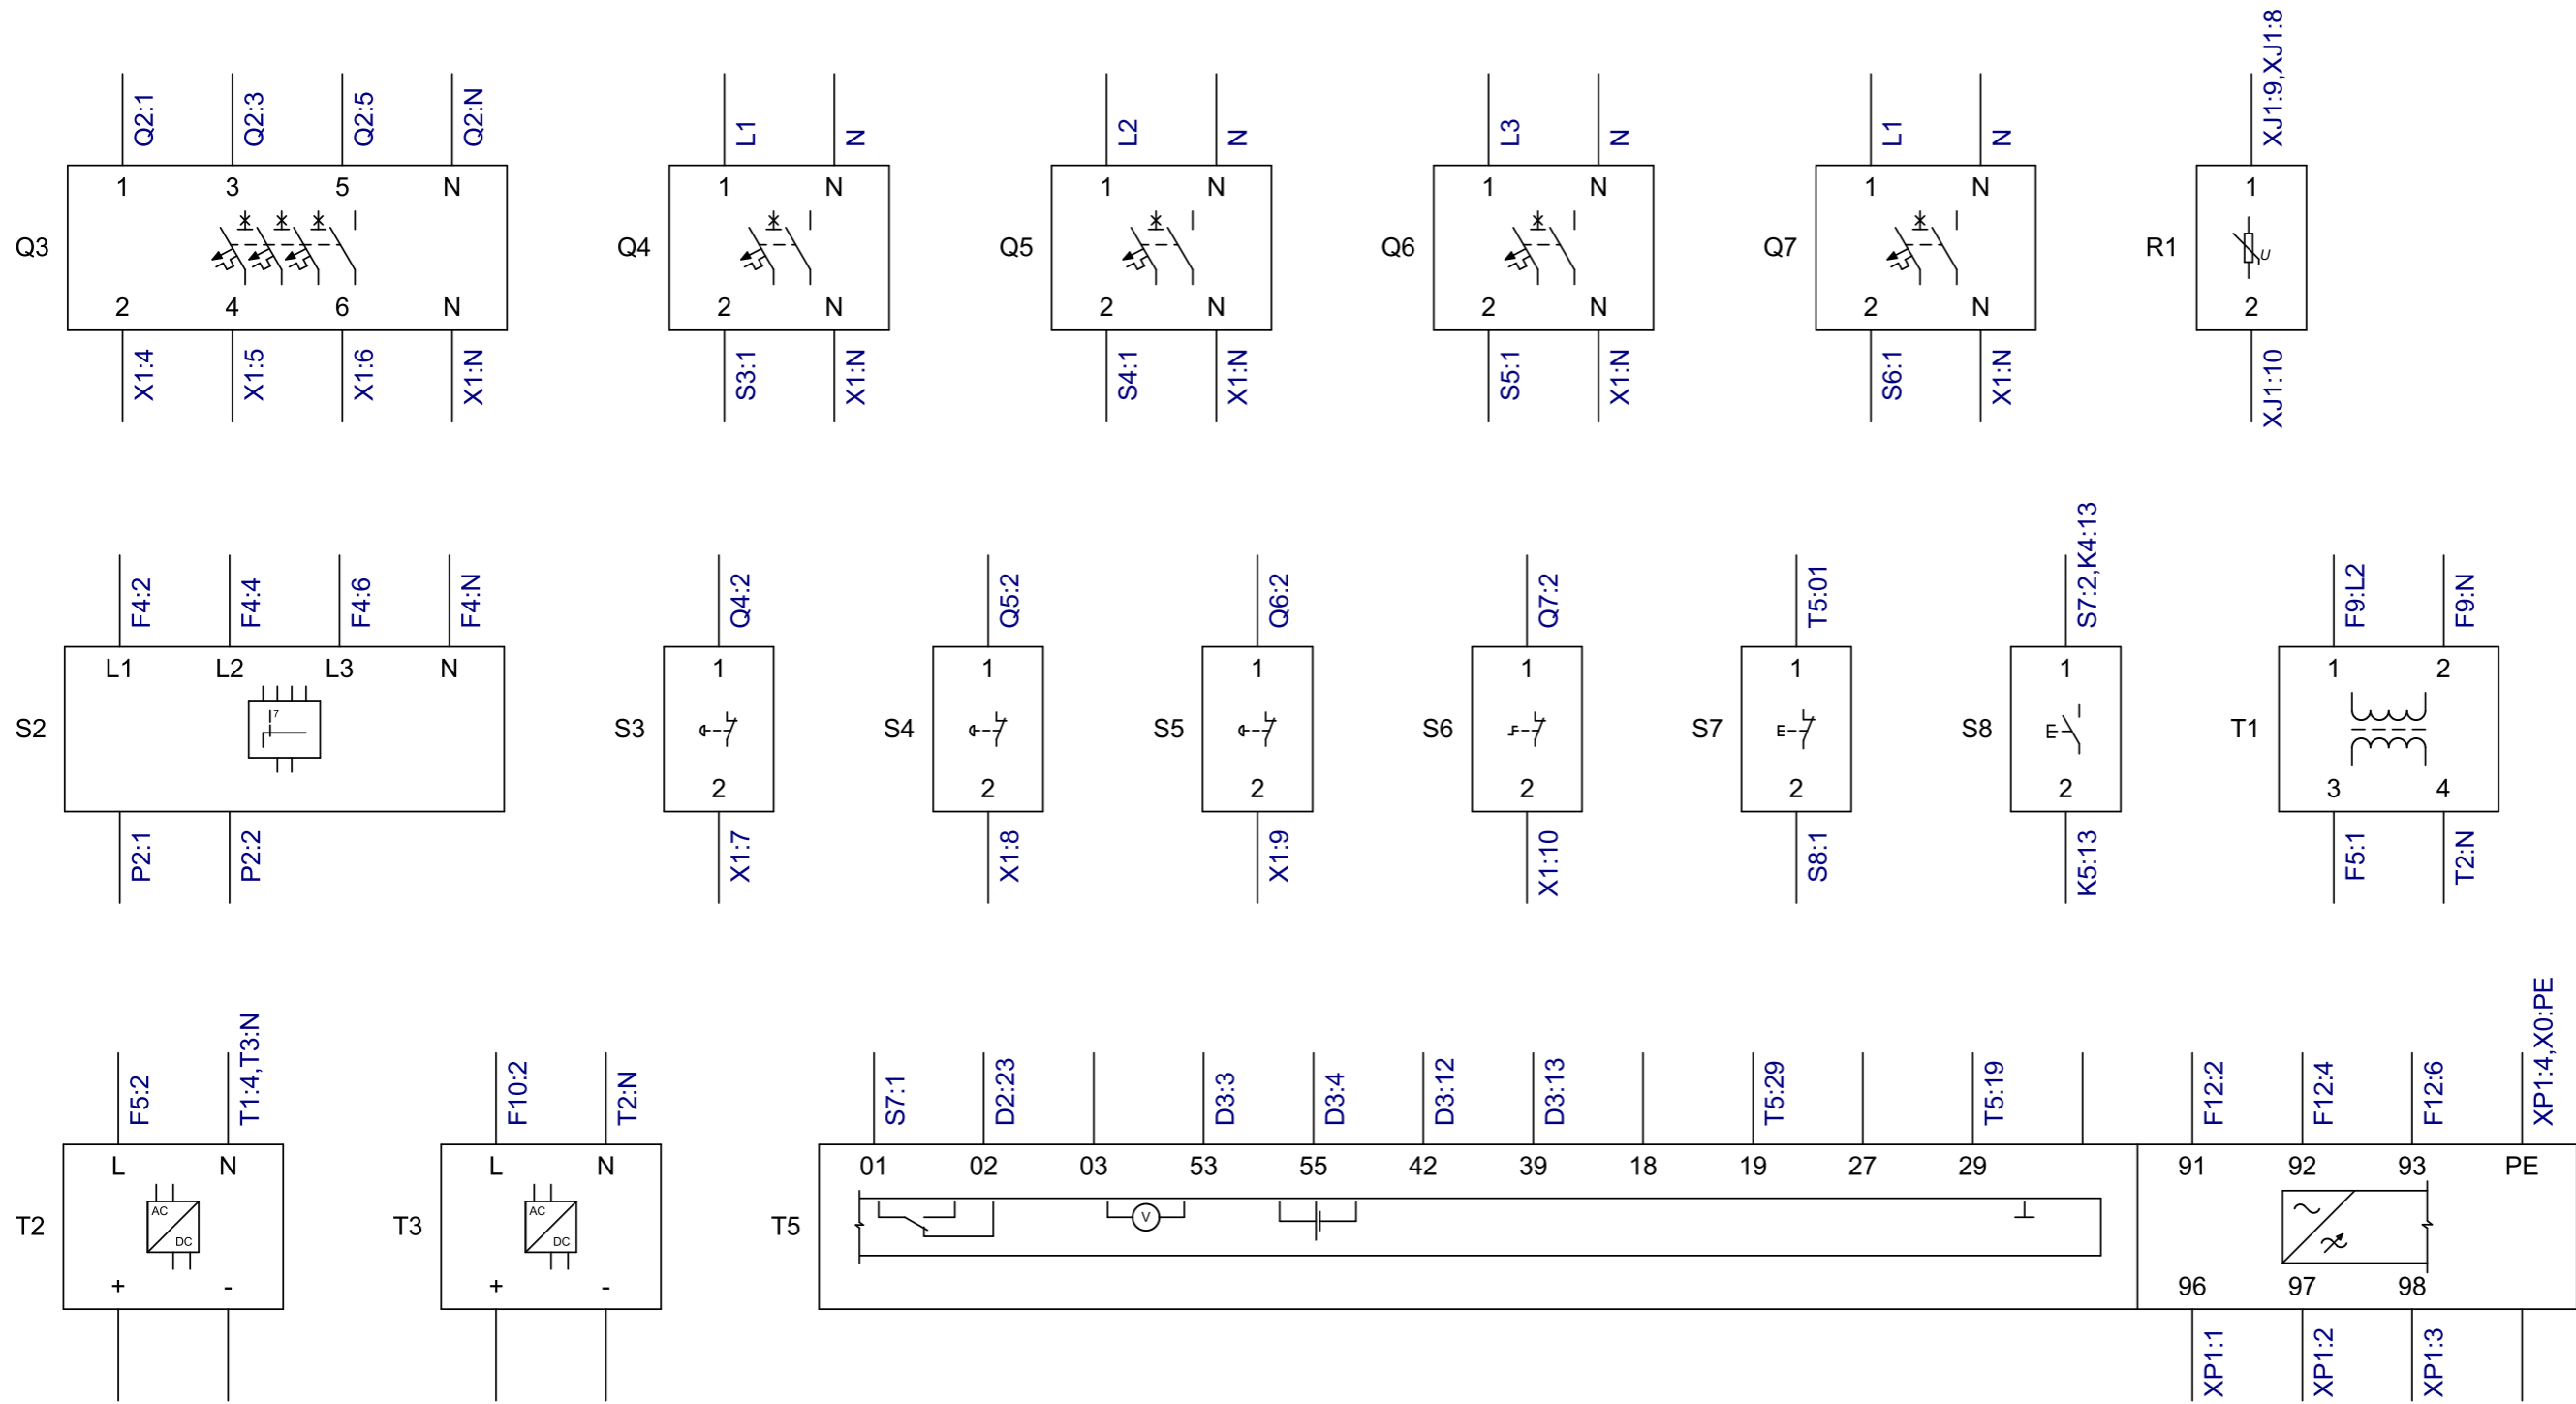 Q2:1 Q2:3 Q2:5 Q2:N L1 N L2 N L3 N L1 N XJ1:9,XJ1:8
1 3 5 N 1 N 1 N 1 N 1 N 1
Q3 Q4 Q5 Q6 Q7 R1 U
2 4 6 N 2 N 2 N 2 N 2 N 2
X1:4 X1:5 X1:6 X1:N S3:1 X1:N S4:1 X1:N S5:1 X1:N S6:1 X1:N XJ1:10
F4:2 F4:4 F4:6 F4:N Q4:2 Q5:2 Q6:2 Q7:2 T5:01 S7:2,K4:13 F9:L2 F9:N
L1 L2 L3 N 1 1 1 1 1 1 1 2
7
S2 S3 S4 S5 S6 S7 S8 T1
2 2 2 2 2 2 3 4
P2:1 P2:2 X1:7 X1:8 X1:9 X1:10 S8:1 K5:13 F5:1 T2:N
F5:2 T1:4,T3:N F10:2 T2:N S7:1 D2:23 D3:3 D3:4 D3:12 D3:13 T5:29 T5:19 F12:2 F12:4 F12:6 XP1:4,X0:PE
L N L N 01 02 03 53 55 42 39 18 19 27 29 91 92 93 PE
AC AC V
T2 T3 T5
DC DC
+ - + - 96 97 98
XP1:1 XP1:2 XP1:3